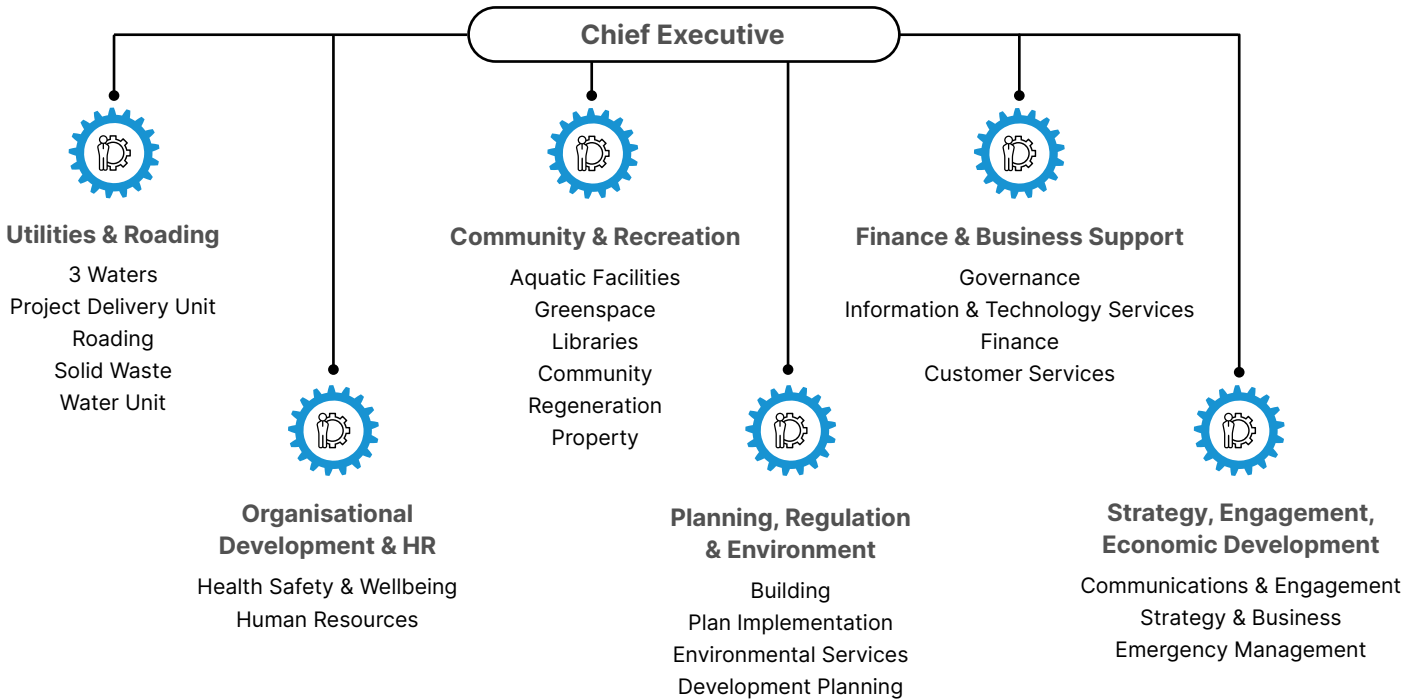 Chief Executive
Utilities & Roading
3 Waters
Project Delivery Unit
Roading
Solid Waste
Water Unit
Organisational
Development & HR
Health Safety & Wellbeing
Human Resources
Community & Recreation
Aquatic Facilities
Greenspace
Libraries
Community
Regeneration
Property
Planning, Regulation
& Environment
Building
Plan Implementation
Environmental Services
Development Planning
Finance & Business Support
Governance
Information & Technology Services
Finance
Customer Services
Strategy, Engagement,
Economic Development
Communications & Engagement
Strategy & Business
Emergency Management